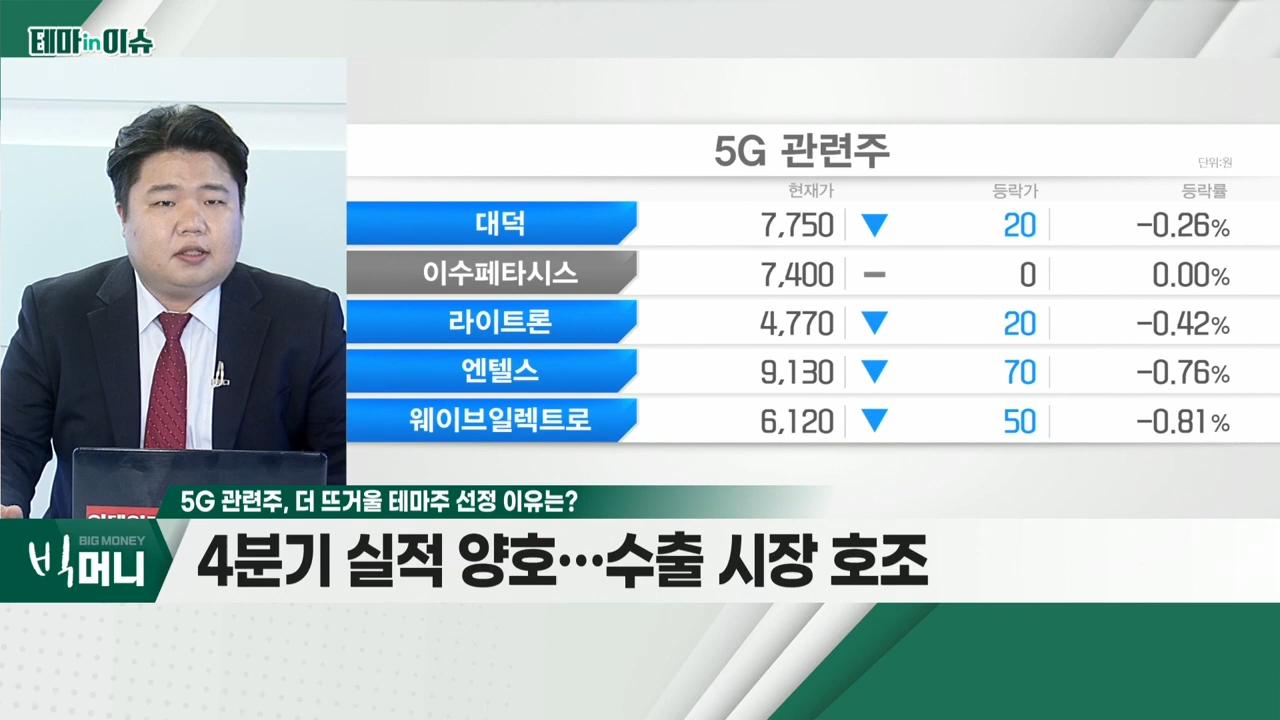 테마in이슈
5G 관련주
단위:원
현재가 등락가 등락률
대덕 7,750 ▼ 20 -0.26%
이수페타시스 7,400 - 0 0.00%
라이트론 4,770 ▼ 20 -0.42%
엔텔스 9,130 ▼ 70 -0.76%
웨이브일렉트로 6,120 ▼ 50 -0.81%
5G 관련주, 더 뜨거울 테마주 선정 이유는?
BIG MONEY
빅머니
4분기 실적 양호…수출 시장 호조